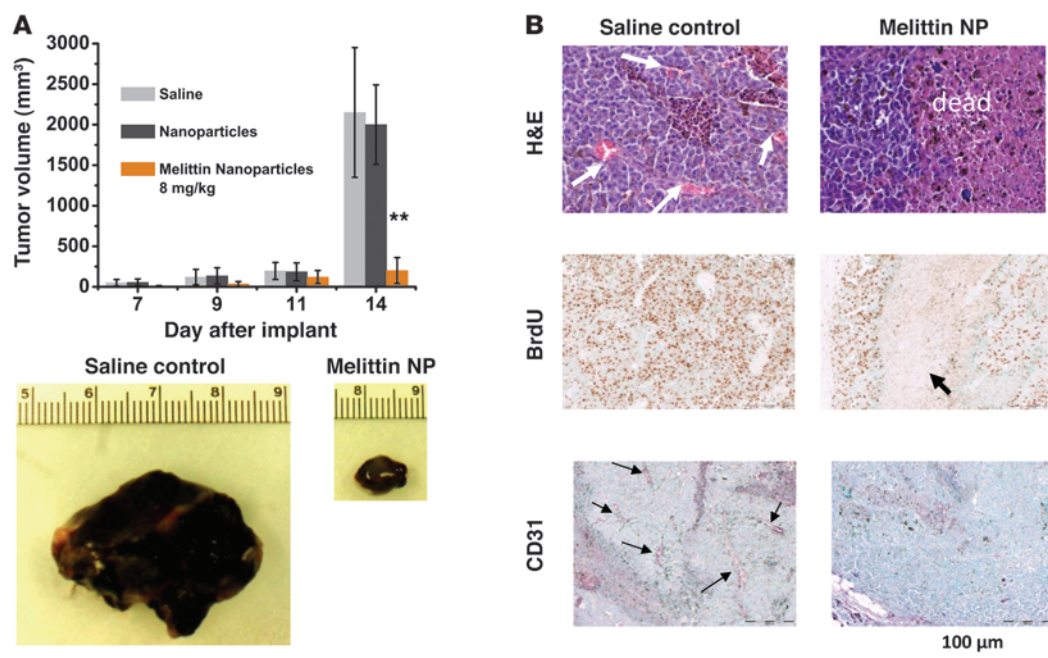 A
Tumor volume (mm³)
3000
2500
2000
1500
1000
500
0
Saline
Nanoparticles
Melittin Nanoparticles
8 mg/kg
**
7 9 11 14
Day after implant
Saline control
5 6 7 8 9
Melittin NP
8 9
B
Saline control Melittin NP
H&E
dead
BrdU
CD31
100 µm